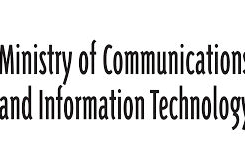 Ministry of Communications
and Information Technology